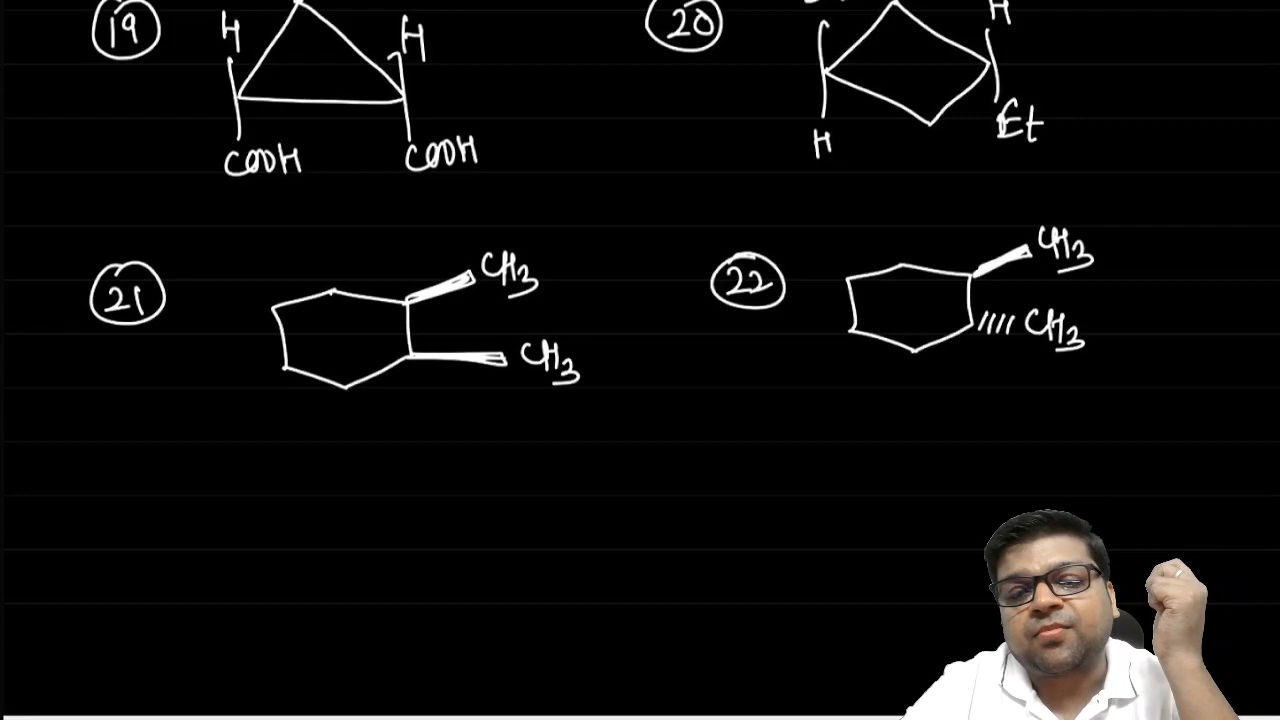 19 H H
20 H
COOH COOH
H Et
21 CH3
CH3
22 CH3
CH3